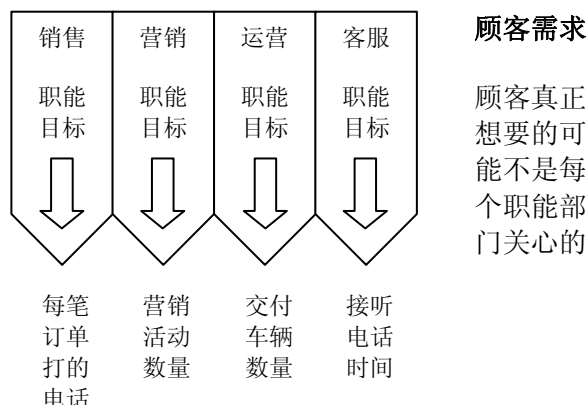 销售 营销 运营 客服
职能 职能 职能 职能
目标 目标 目标 目标
每笔 营销 交付 接听
订单 活动 车辆 电话
打的 数量 数量 时间
电话
顾客需求
顾客真正
想要的可
能不是每
个职能部
门关心的